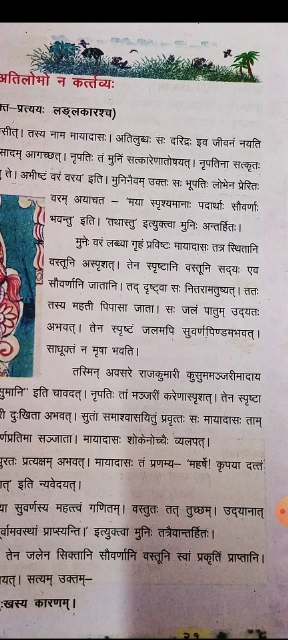 अतिलोभो न कर्त्तव्यः
क्त-प्रत्ययः लङ्लकारश्च)
सीत्। तस्य नाम मायादासः। अतिलुब्धः सः दरिद्रः इव जीवनं नयति
सादम् आगच्छत्। नृपतिः तं मुनिं सत्कारेणातोषयत्। नृपतिना सत्कृतः
ते। अभीष्टं वरं वरय' इति। मुनिनैवम् उक्तः सः भूपतिः लोभेन प्रेरितः
वरम् अयाचत – 'मया स्पृश्यमानाः पदार्थाः सौवर्णाः
भवन्तु' इति। 'तथास्तु' इत्युक्त्वा मुनिः अन्तर्हितः।
मुनेः वरं लब्ध्वा गृहं प्रविष्टः मायादासः तत्र स्थितानि
वस्तूनि अस्पृशत्। तेन स्पृष्टानि वस्तूनि सद्यः एव
सौवर्णानि जातानि। तद् दृष्ट्वा सः नितरामतुष्यत्। ततः
तस्य महती पिपासा जाता। सः जलं पातुम् उद्यतः
अभवत्। तेन स्पृष्टं जलमपि सुवर्णपिण्डमभवत्।
साधूक्तं न मृषा भवति।
तस्मिन् अवसरे राजकुमारी कुसुममञ्जरीमादाय
सुमानि" इति चावदत्। नृपतिः तां मञ्जरीं करेणास्पृशत्। तेन स्पृष्टा
री दुःखिता अभवत्। सुतां समाश्वासयितुं प्रवृत्तः सः मायादासः ताम्
र्णप्रतिमा सञ्जाता। मायादासः शोकेनोच्चैः व्यलपत्।
पुरतः प्रत्यक्षम् अभवत्। मायादासः तं प्रणम्य– 'महर्षे! कृपया दत्तं
ात्' इति न्यवेदयत्।
या सुवर्णस्य महत्त्वं गणितम्। वस्तुतः तत् तुच्छम्। उद्यानात्
र्वामवस्थां प्राप्स्यन्ति।' इत्युक्त्वा मुनिः तत्रैवान्तर्हितः।
तेन जलेन सिक्तानि सौवर्णानि वस्तूनि स्वां प्रकृतिं प्राप्तानि।
यत्। सत्यम् उक्तम्–
ुःखस्य कारणम्।